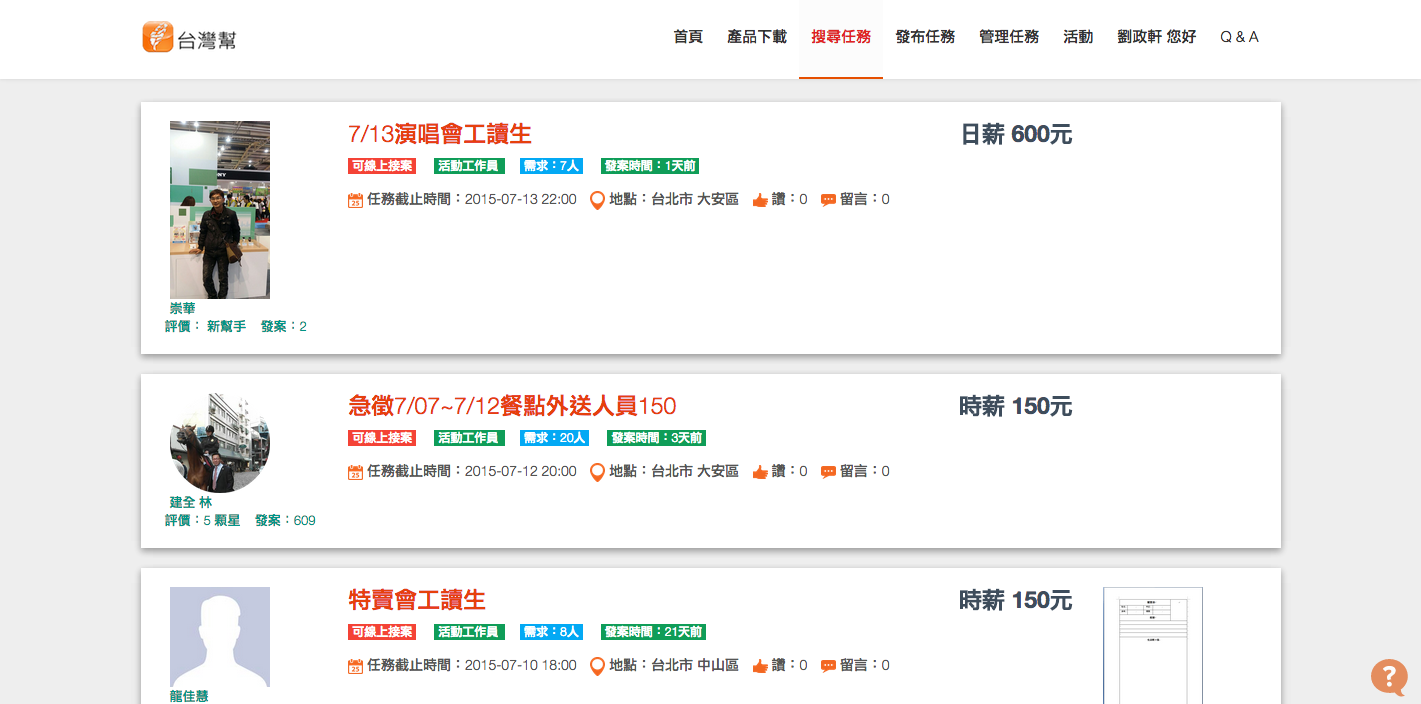 台灣幫
首頁 產品下載 搜尋任務 發布任務 管理任務 活動 劉政軒 您好 Q & A
7/13演唱會工讀生
日薪 600元
可線上接案 活動工作員 需求：7人 發案時間：1天前
任務截止時間：2015-07-13 22:00 地點：台北市 大安區 讚：0 留言：0
崇華
評價： 新幫手 發案：2
急徵7/07~7/12餐點外送人員150
時薪 150元
可線上接案 活動工作員 需求：20人 發案時間：3天前
任務截止時間：2015-07-12 20:00 地點：台北市 大安區 讚：0 留言：0
建全 林
評價：5 顆星 發案：609
特賣會工讀生
時薪 150元
可線上接案 活動工作員 需求：8人 發案時間：21天前
任務截止時間：2015-07-10 18:00 地點：台北市 中山區 讚：0 留言：0
龍佳慧
?